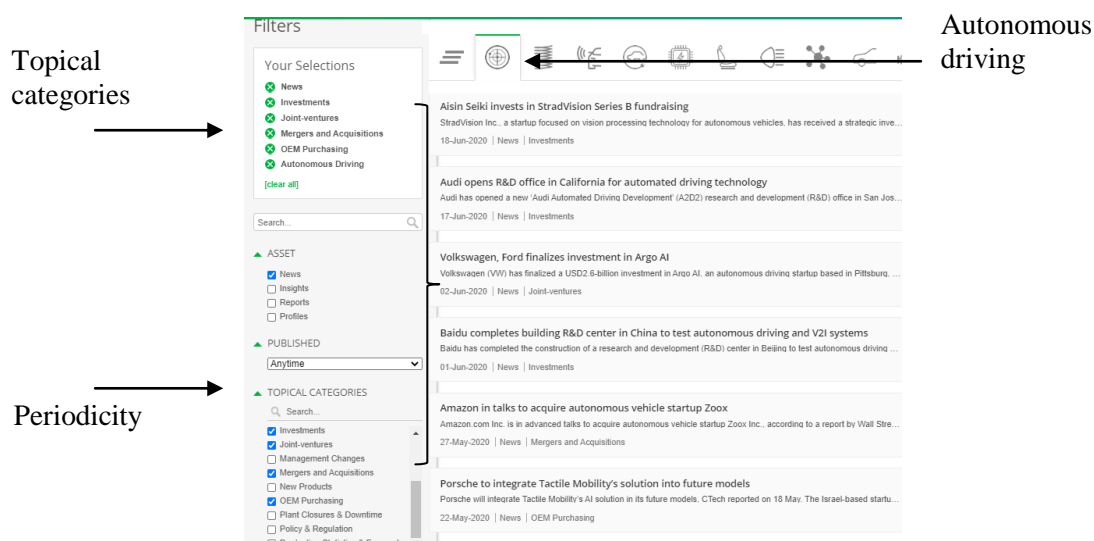 Topical
categories
Periodicity
Autonomous
driving
Filters
Your Selections
News
Investments
Joint-ventures
Mergers and Acquisitions
OEM Purchasing
Autonomous Driving
[clear all]
Search...
ASSET
News
Insights
Reports
Profiles
PUBLISHED
Anytime
TOPICAL CATEGORIES
Search...
Investments
Joint-ventures
Management Changes
Mergers and Acquisitions
New Products
OEM Purchasing
Plant Closures & Downtime
Policy & Regulation
Aisin Seiki invests in StradVision Series B fundraising
StradVision Inc., a startup focused on vision processing technology for autonomous vehicles, has received a strategic inve...
18-Jun-2020 | News | Investments
Audi opens R&D office in California for automated driving technology
Audi has opened a new 'Audi Automated Driving Development' (A2D2) research and development (R&D) office in San Jos...
17-Jun-2020 | News | Investments
Volkswagen, Ford finalizes investment in Argo AI
Volkswagen (VW) has finalized a USD2.6-billion investment in Argo AI, an autonomous driving startup based in Pittsburg, ...
02-Jun-2020 | News | Joint-ventures
Baidu completes building R&D center in China to test autonomous driving and V2I systems
Baidu has completed the construction of a research and development (R&D) center in Beijing to test autonomous driving ...
01-Jun-2020 | News | Investments
Amazon in talks to acquire autonomous vehicle startup Zoox
Amazon.com Inc. is in advanced talks to acquire autonomous vehicle startup Zoox Inc., according to a report by Wall Stre...
27-May-2020 | News | Mergers and Acquisitions
Porsche to integrate Tactile Mobility's solution into future models
Porsche will integrate Tactile Mobility's AI solution in its future models, CTech reported on 18 May. The Israel-based startu...
22-May-2020 | News | OEM Purchasing